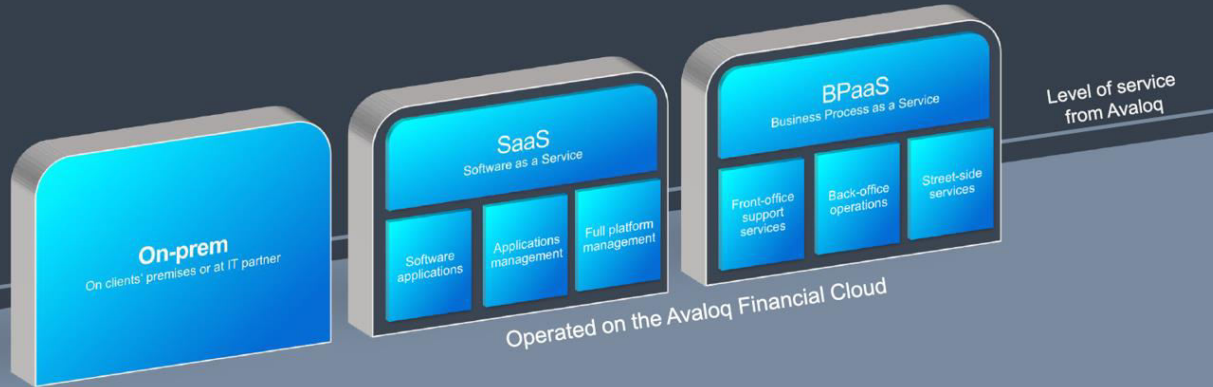 On-prem
On clients' premises or at IT partner
SaaS
Software as a Service
Software
applications
Applications
management
Full platform
management
BPaaS
Business Process as a Service
Front-office
support
services
Back-office
operations
Street-side
services
Operated on the Avaloq Financial Cloud
Level of service
from Avaloq